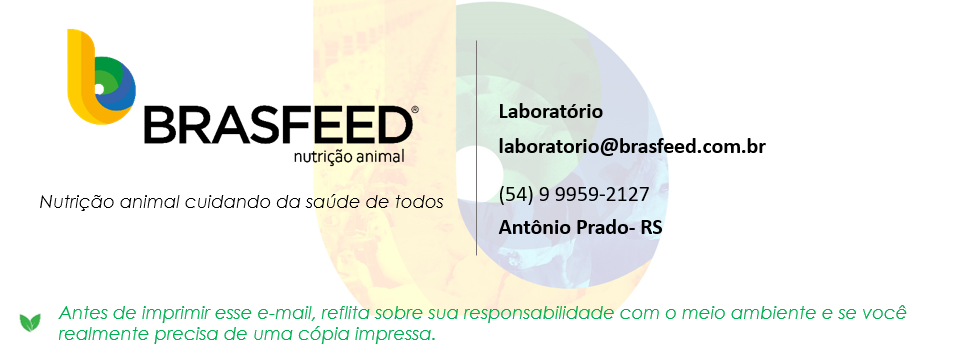 BRASFEED®
nutrição animal
Nutrição animal cuidando da saúde de todos
Laboratório
laboratorio@brasfeed.com.br
(54) 9 9959-2127
Antônio Prado- RS
Antes de imprimir esse e-mail, reflita sobre sua responsabilidade com o meio ambiente e se você
realmente precisa de uma cópia impressa.